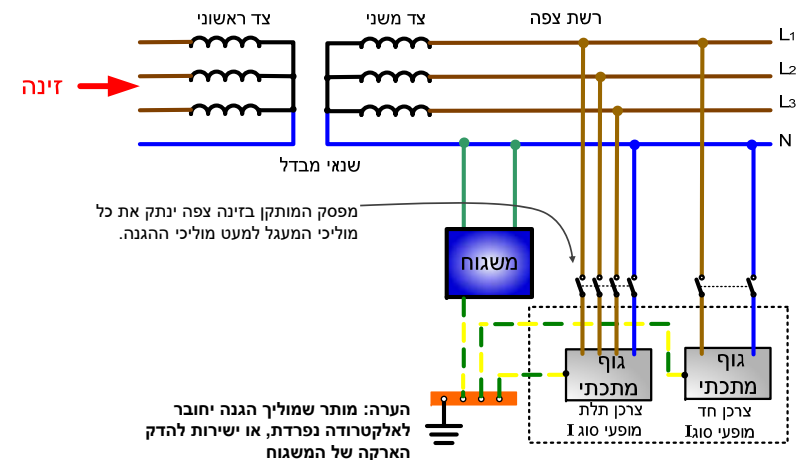 צד ראשוני
צד משני
רשת צפה
L1
L2
L3
N
זינה
שנאי מבדל
מפסק המותקן בזינה צפה ינתק את כל
מוליכי המעגל למעט מוליכי ההגנה.
משגוח
גוף
מתכתי
צרכן תלת
מופעי סוג I
גוף
מתכתי
צרכן חד
מופעי סוגI
הערה: מותר שמוליך הגנה יחובר
לאלקטרודה נפרדת, או ישירות להדק
הארקה של המשגוח